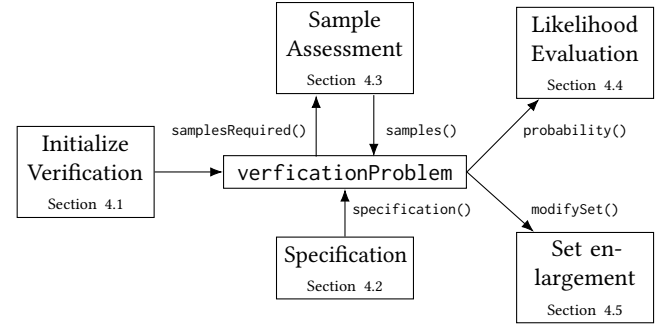 Sample
Assessment
Section 4.3
Likelihood
Evaluation
Section 4.4
samplesRequired()
samples()
probability()
Initialize
Verification
Section 4.1
verficationProblem
specification()
modifySet()
Specification
Section 4.2
Set en-
largement
Section 4.5